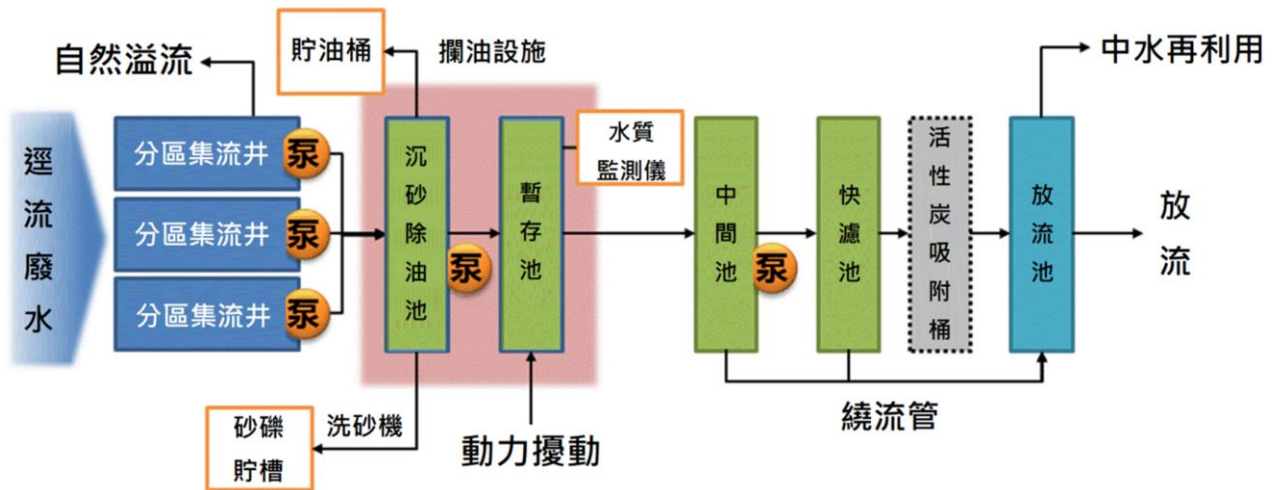 自然溢流
貯油桶
攔油設施
中水再利用
逕流廢水
分區集流井
泵
分區集流井
泵
分區集流井
泵
沉砂除油池
泵
暫存池
水質
監測儀
中間池
泵
快濾池
活性炭吸附桶
放流池
放流
砂礫
貯槽
洗砂機
動力擾動
繞流管